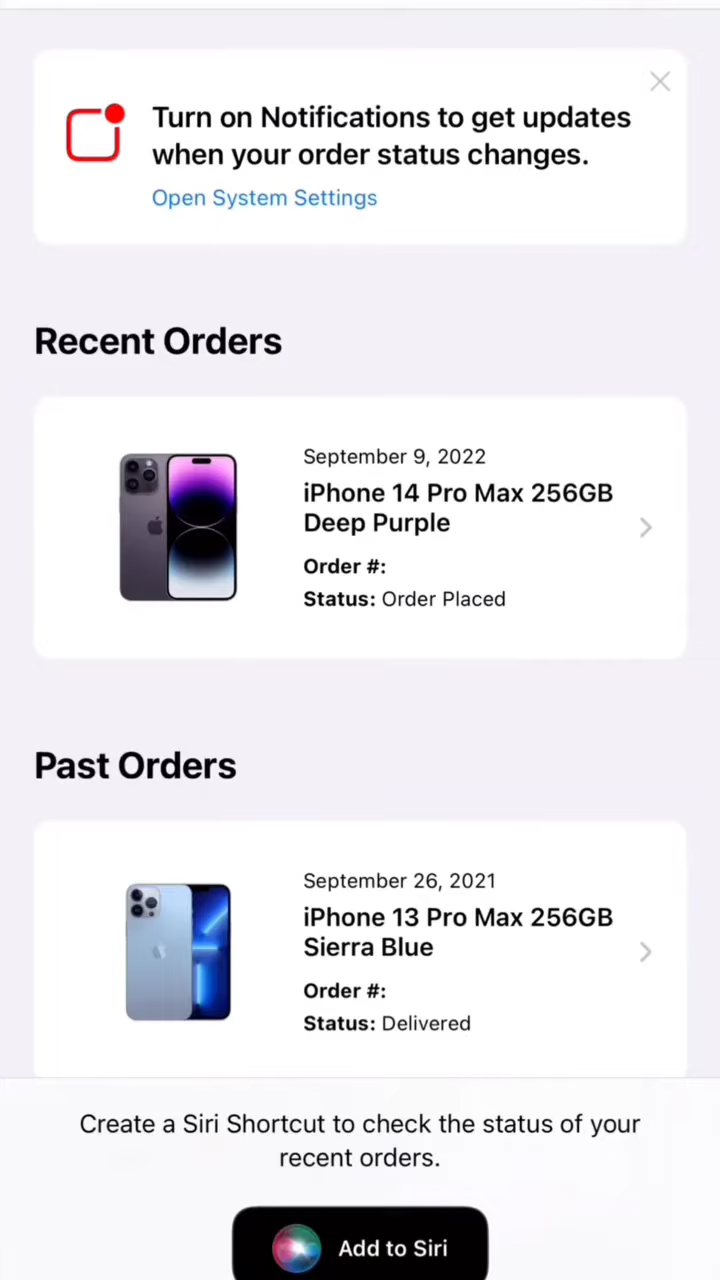 Turn on Notifications to get updates
when your order status changes.
Open System Settings
Recent Orders
September 9, 2022
iPhone 14 Pro Max 256GB
Deep Purple
Order #:
Status: Order Placed
Past Orders
September 26, 2021
iPhone 13 Pro Max 256GB
Sierra Blue
Order #:
Status: Delivered
Create a Siri Shortcut to check the status of your
recent orders.
Add to Siri